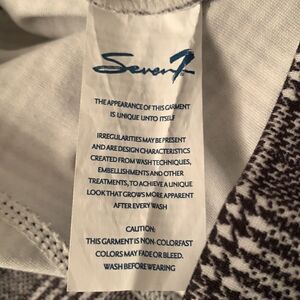 Seven7
THE APPEARANCE OF THIS GARMENT
IS UNIQUE UNTO ITSELF
IRREGULARITIES MAY BE PRESENT
AND ARE DESIGN CHARACTERISTICS
CREATED FROM WASH TECHNIQUES,
EMBELLISHMENTS AND OTHER
TREATMENTS, TO ACHIEVE A UNIQUE
LOOK THAT GROWS MORE APPARENT
AFTER EVERY WASH
CAUTION:
THIS GARMENT IS NON-COLORFAST
COLORS MAY FADE OR BLEED.
WASH BEFORE WEARING